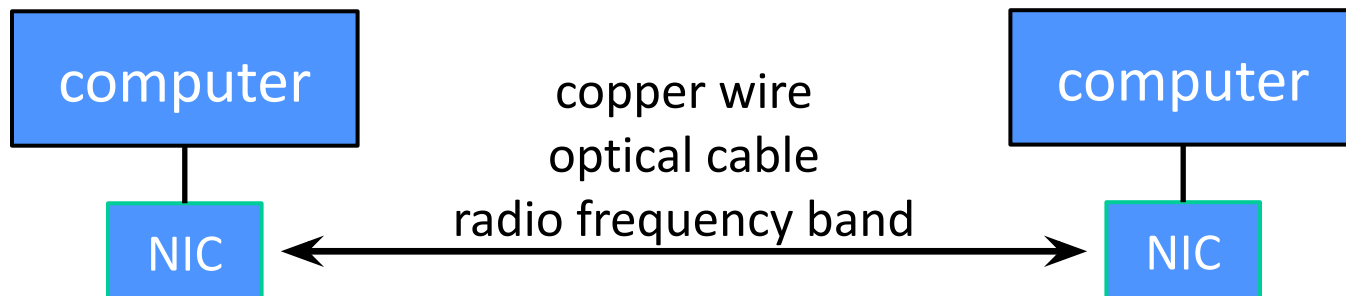 computer
computer
copper wire
optical cable
radio frequency band
NIC
NIC